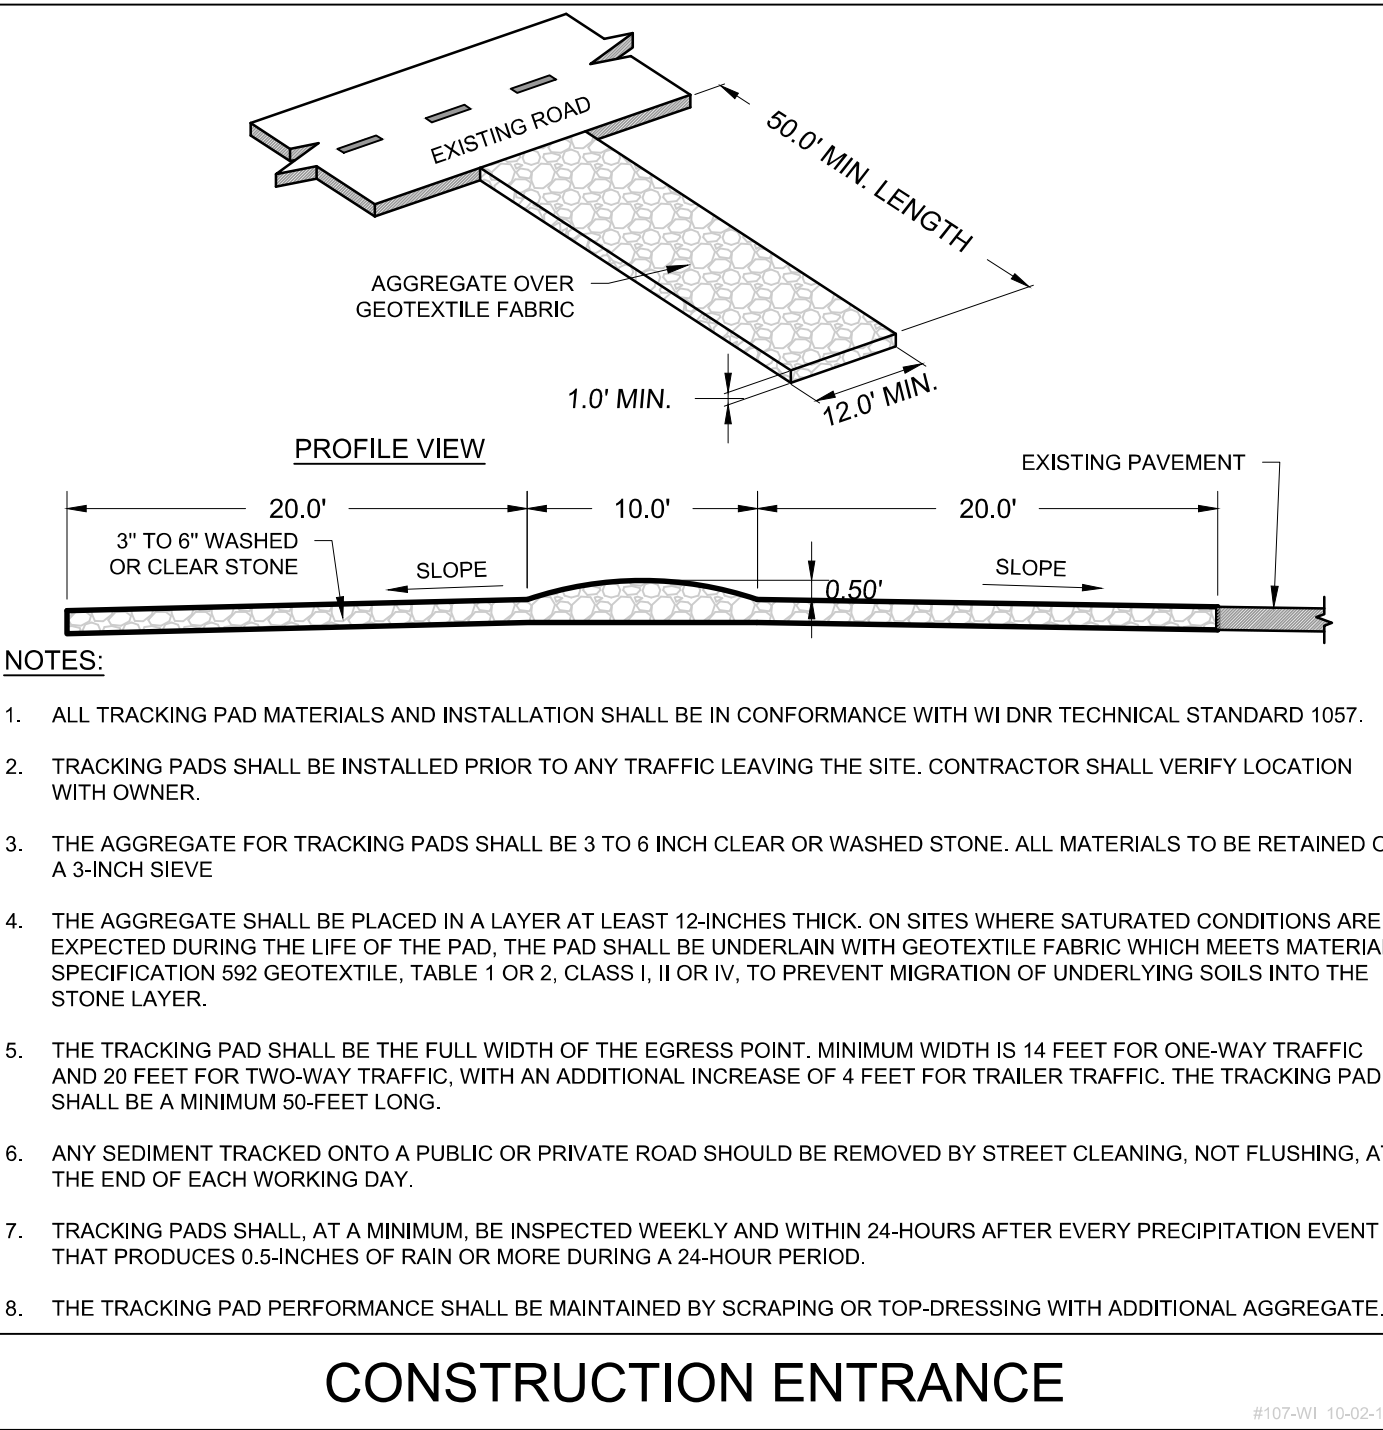 EXISTING ROAD
50.0' MIN. LENGTH
AGGREGATE OVER
GEOTEXTILE FABRIC
1.0' MIN.
12.0' MIN.
PROFILE VIEW
EXISTING PAVEMENT
20.0'
10.0'
20.0'
3" TO 6" WASHED
OR CLEAR STONE
SLOPE
SLOPE
0.50'
NOTES:
1. ALL TRACKING PAD MATERIALS AND INSTALLATION SHALL BE IN CONFORMANCE WITH WI DNR TECHNICAL STANDARD 1057.
2. TRACKING PADS SHALL BE INSTALLED PRIOR TO ANY TRAFFIC LEAVING THE SITE. CONTRACTOR SHALL VERIFY LOCATION
WITH OWNER.
3. THE AGGREGATE FOR TRACKING PADS SHALL BE 3 TO 6 INCH CLEAR OR WASHED STONE. ALL MATERIALS TO BE RETAINED
A 3-INCH SIEVE
4. THE AGGREGATE SHALL BE PLACED IN A LAYER AT LEAST 12-INCHES THICK. ON SITES WHERE SATURATED CONDITIONS ARE
EXPECTED DURING THE LIFE OF THE PAD, THE PAD SHALL BE UNDERLAIN WITH GEOTEXTILE FABRIC WHICH MEETS MATERIAL
SPECIFICATION 592 GEOTEXTILE, TABLE 1 OR 2, CLASS I, II OR IV, TO PREVENT MIGRATION OF UNDERLYING SOILS INTO THE
STONE LAYER.
5. THE TRACKING PAD SHALL BE THE FULL WIDTH OF THE EGRESS POINT. MINIMUM WIDTH IS 14 FEET FOR ONE-WAY TRAFFIC
AND 20 FEET FOR TWO-WAY TRAFFIC, WITH AN ADDITIONAL INCREASE OF 4 FEET FOR TRAILER TRAFFIC. THE TRACKING PAD
SHALL BE A MINIMUM 50-FEET LONG.
6. ANY SEDIMENT TRACKED ONTO A PUBLIC OR PRIVATE ROAD SHOULD BE REMOVED BY STREET CLEANING, NOT FLUSHING, AT
THE END OF EACH WORKING DAY.
7. TRACKING PADS SHALL, AT A MINIMUM, BE INSPECTED WEEKLY AND WITHIN 24-HOURS AFTER EVERY PRECIPITATION EVENT
THAT PRODUCES 0.5-INCHES OF RAIN OR MORE DURING A 24-HOUR PERIOD.
8. THE TRACKING PAD PERFORMANCE SHALL BE MAINTAINED BY SCRAPING OR TOP-DRESSING WITH ADDITIONAL AGGREGATE.
CONSTRUCTION ENTRANCE
#107-WI 10-02-1